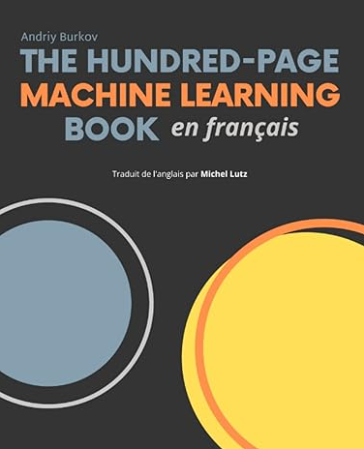 Andriy Burkov
THE HUNDRED-PAGE
MACHINE LEARNING
BOOK en français
Traduit de l'anglais par Michel Lutz